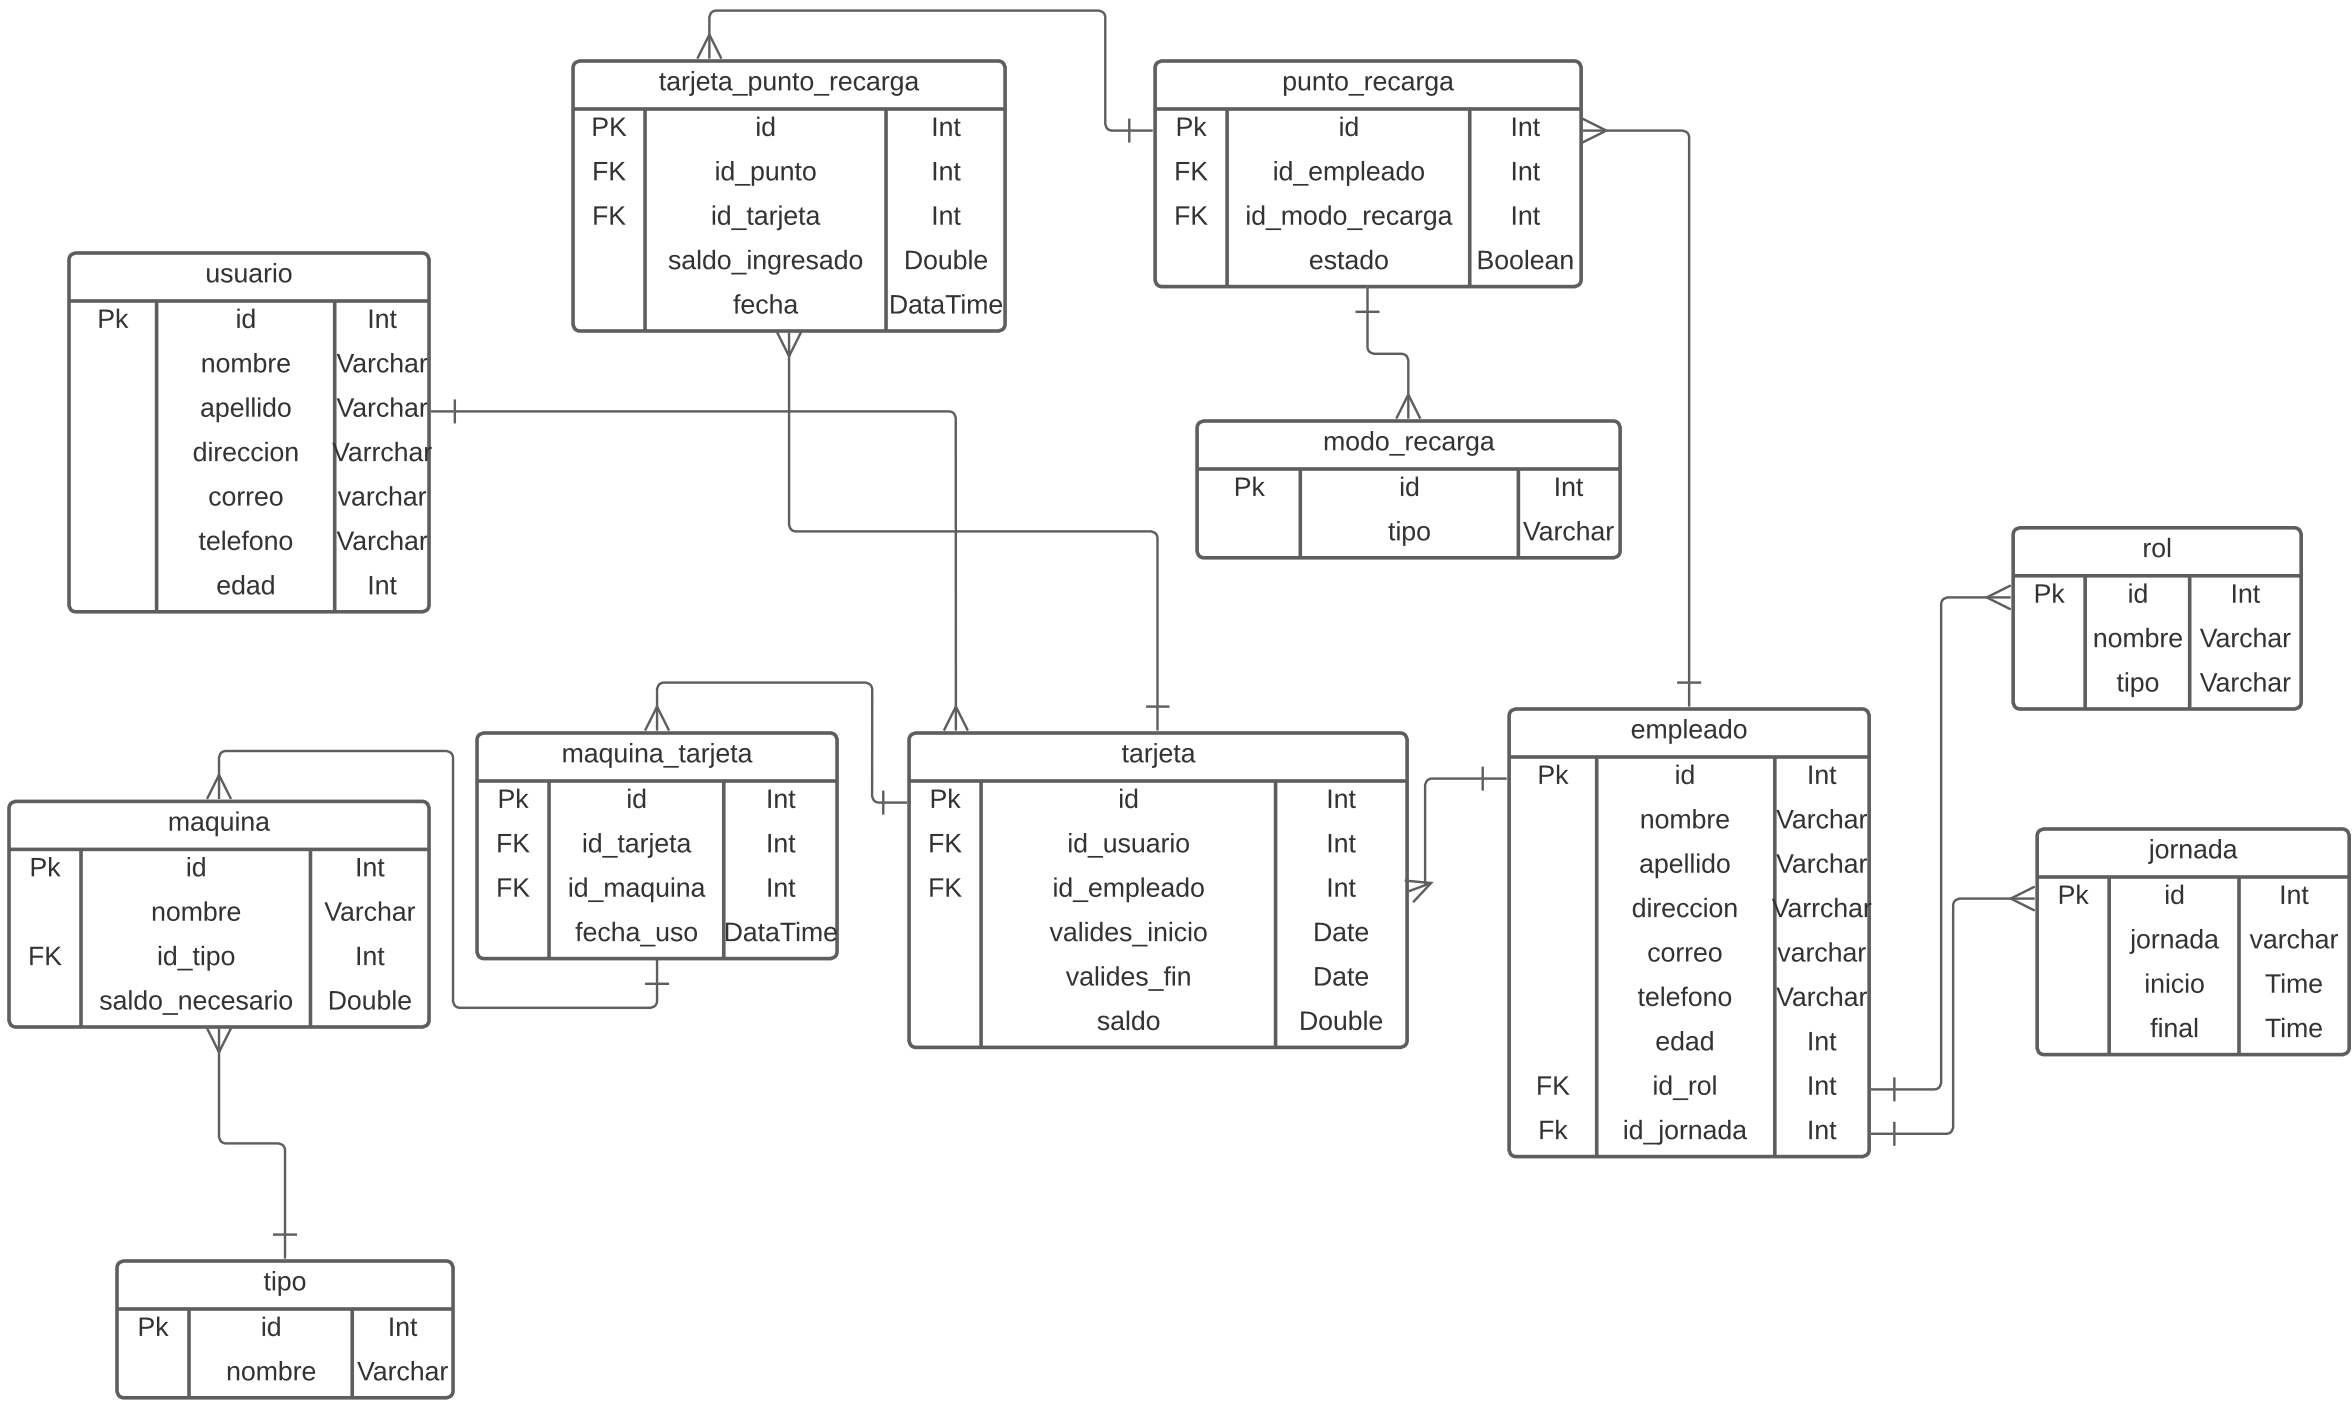 tarjeta_punto_recarga
PK id Int
FK id_punto Int
FK id_tarjeta Int
saldo_ingresado Double
fecha DataTime
punto_recarga
Pk id Int
FK id_empleado Int
FK id_modo_recarga Int
estado Boolean
usuario
Pk id Int
nombre Varchar
apellido Varchar
direccion Varrchar
correo varchar
telefono Varchar
edad Int
modo_recarga
Pk id Int
tipo Varchar
rol
Pk id Int
nombre Varchar
tipo Varchar
maquina_tarjeta
Pk id Int
FK id_tarjeta Int
FK id_maquina Int
fecha_uso DataTime
tarjeta
Pk id Int
FK id_usuario Int
FK id_empleado Int
valides_inicio Date
valides_fin Date
saldo Double
empleado
Pk id Int
nombre Varchar
apellido Varchar
direccion Varrchar
correo varchar
telefono Varchar
edad Int
FK id_rol Int
Fk id_jornada Int
maquina
Pk id Int
nombre Varchar
FK id_tipo Int
saldo_necesario Double
jornada
Pk id Int
jornada varchar
inicio Time
final Time
tipo
Pk id Int
nombre Varchar